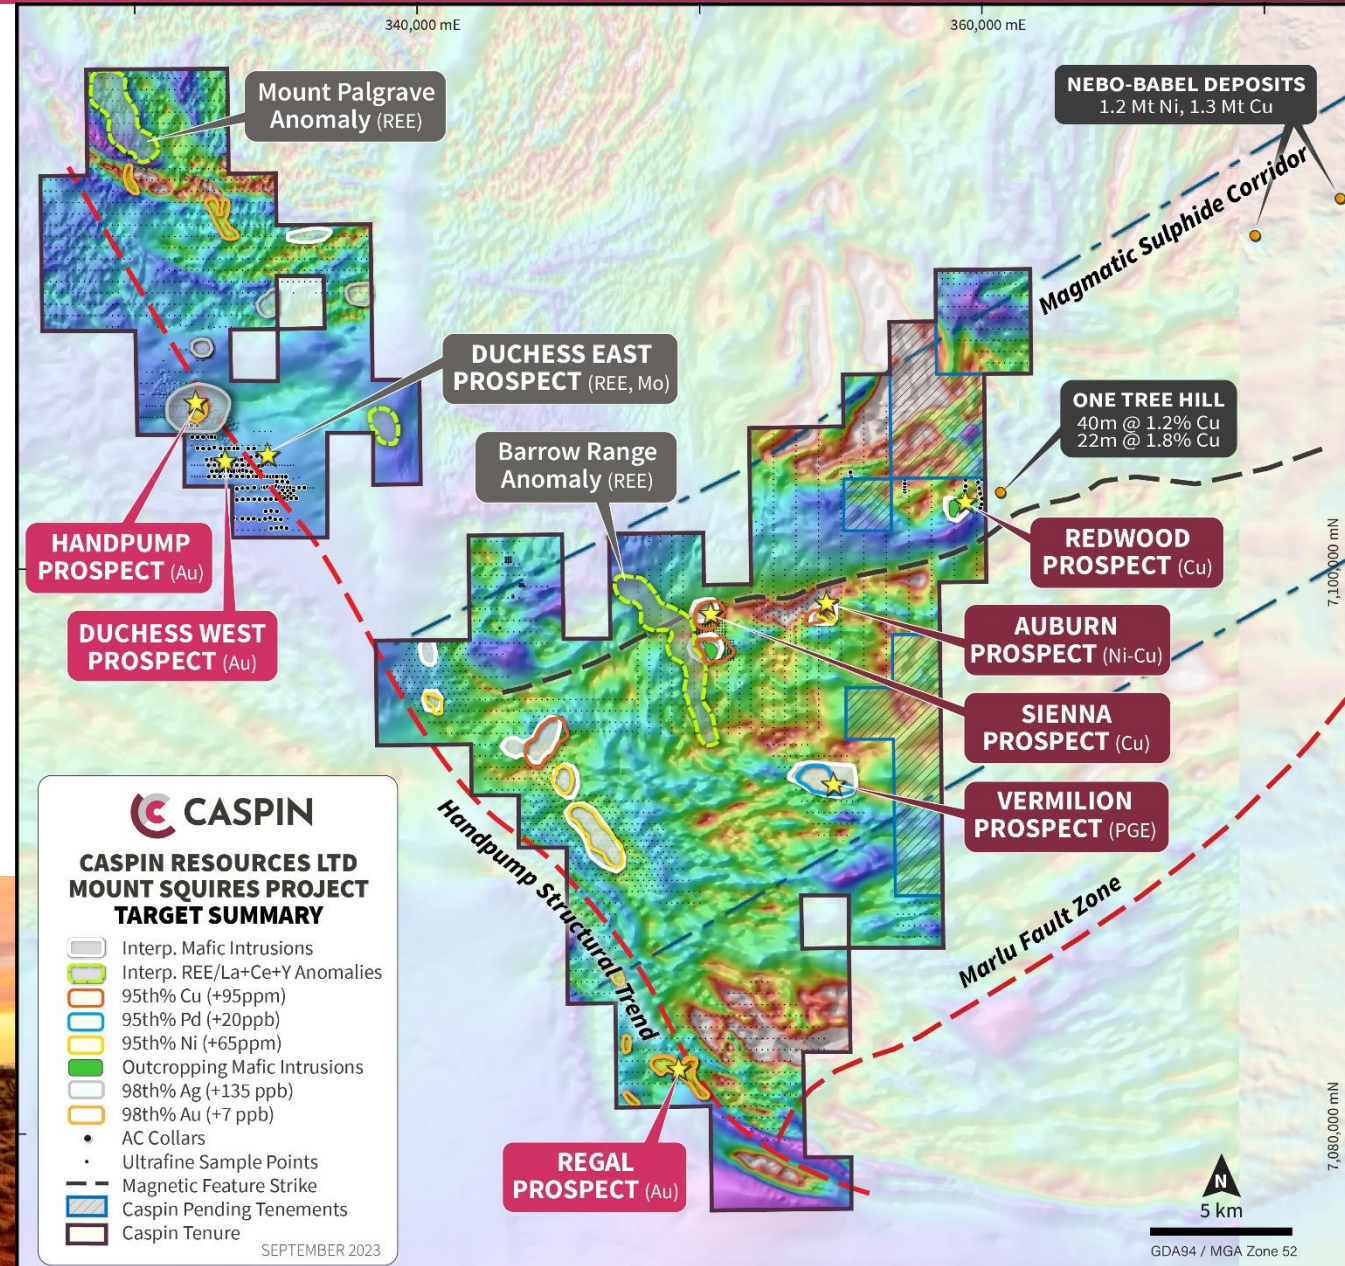 340,000 mE
360,000 mE
NEBO-BABEL DEPOSITS
1.2 Mt Ni, 1.3 Mt Cu
Mount Palgrave
Anomaly (REE)
Magmatic Sulphide Corridor
DUCHESS EAST
PROSPECT (REE, Mo)
ONE TREE HILL
40m @ 1.2% Cu
22m @ 1.8% Cu
Barrow Range
Anomaly (REE)
HANDPUMP
PROSPECT (Au)
REDWOOD
PROSPECT (Cu)
7,100,000 mN
DUCHESS WEST
PROSPECT (Au)
AUBURN
PROSPECT (Ni-Cu)
SIENNA
PROSPECT (Cu)
VERMILION
PROSPECT (PGE)
Handpump Structural Trend
Marlu Fault Zone
CASPIN
CASPIN RESOURCES LTD
MOUNT SQUIRES PROJECT
TARGET SUMMARY
Interp. Mafic Intrusions
Interp. REE/La+Ce+Y Anomalies
95th% Cu (+95ppm)
95th% Pd (+20ppb)
95th% Ni (+65ppm)
Outcropping Mafic Intrusions
98th% Ag (+135 ppb)
98th% Au (+7 ppb)
AC Collars
Ultrafine Sample Points
Magnetic Feature Strike
Caspin Pending Tenements
Caspin Tenure
SEPTEMBER 2023
REGAL
PROSPECT (Au)
7,080,000 mN
N
5 km
GDA94 / MGA Zone 52